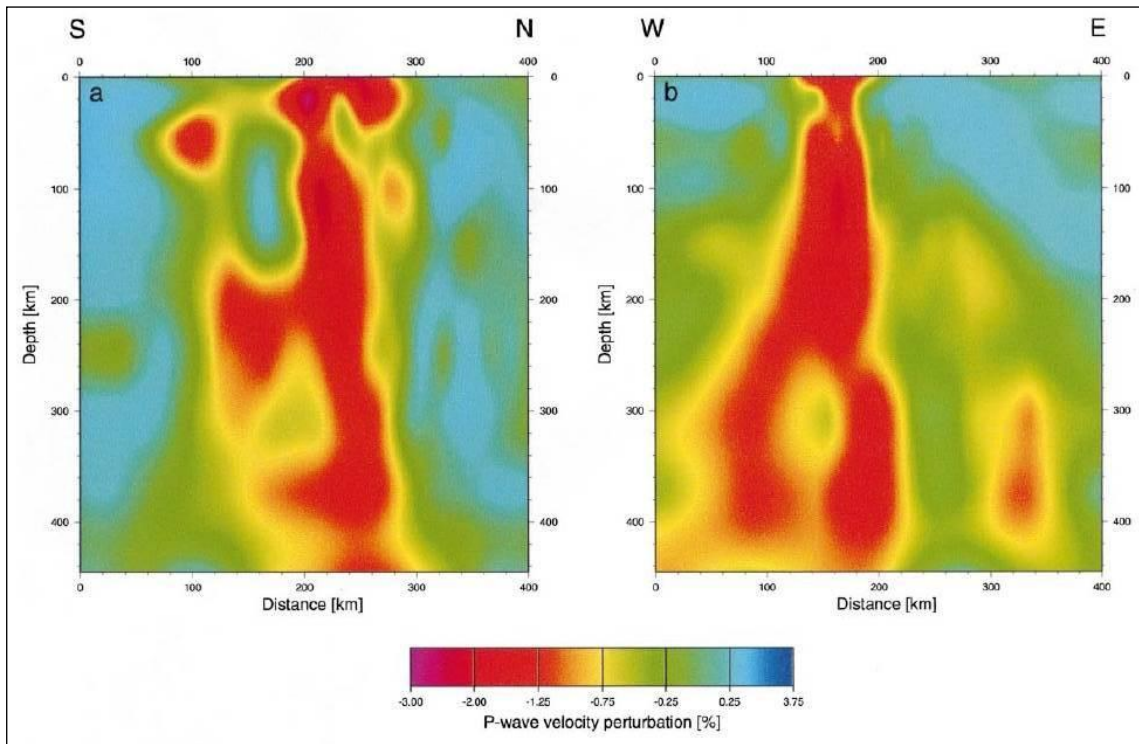 S N W E
0 100 200 300 400 0 100 200 300 400
a b
0 100 200 300 400
Depth [km]
0 100 200 300 400
0 100 200 300 400
Depth [km]
0 100 200 300 400
0 100 200 300 400 0 100 200 300 400
Distance [km] Distance [km]
-3.00 -2.00 -1.25 -0.75 -0.25 0.25 3.75
P-wave velocity perturbation [%]